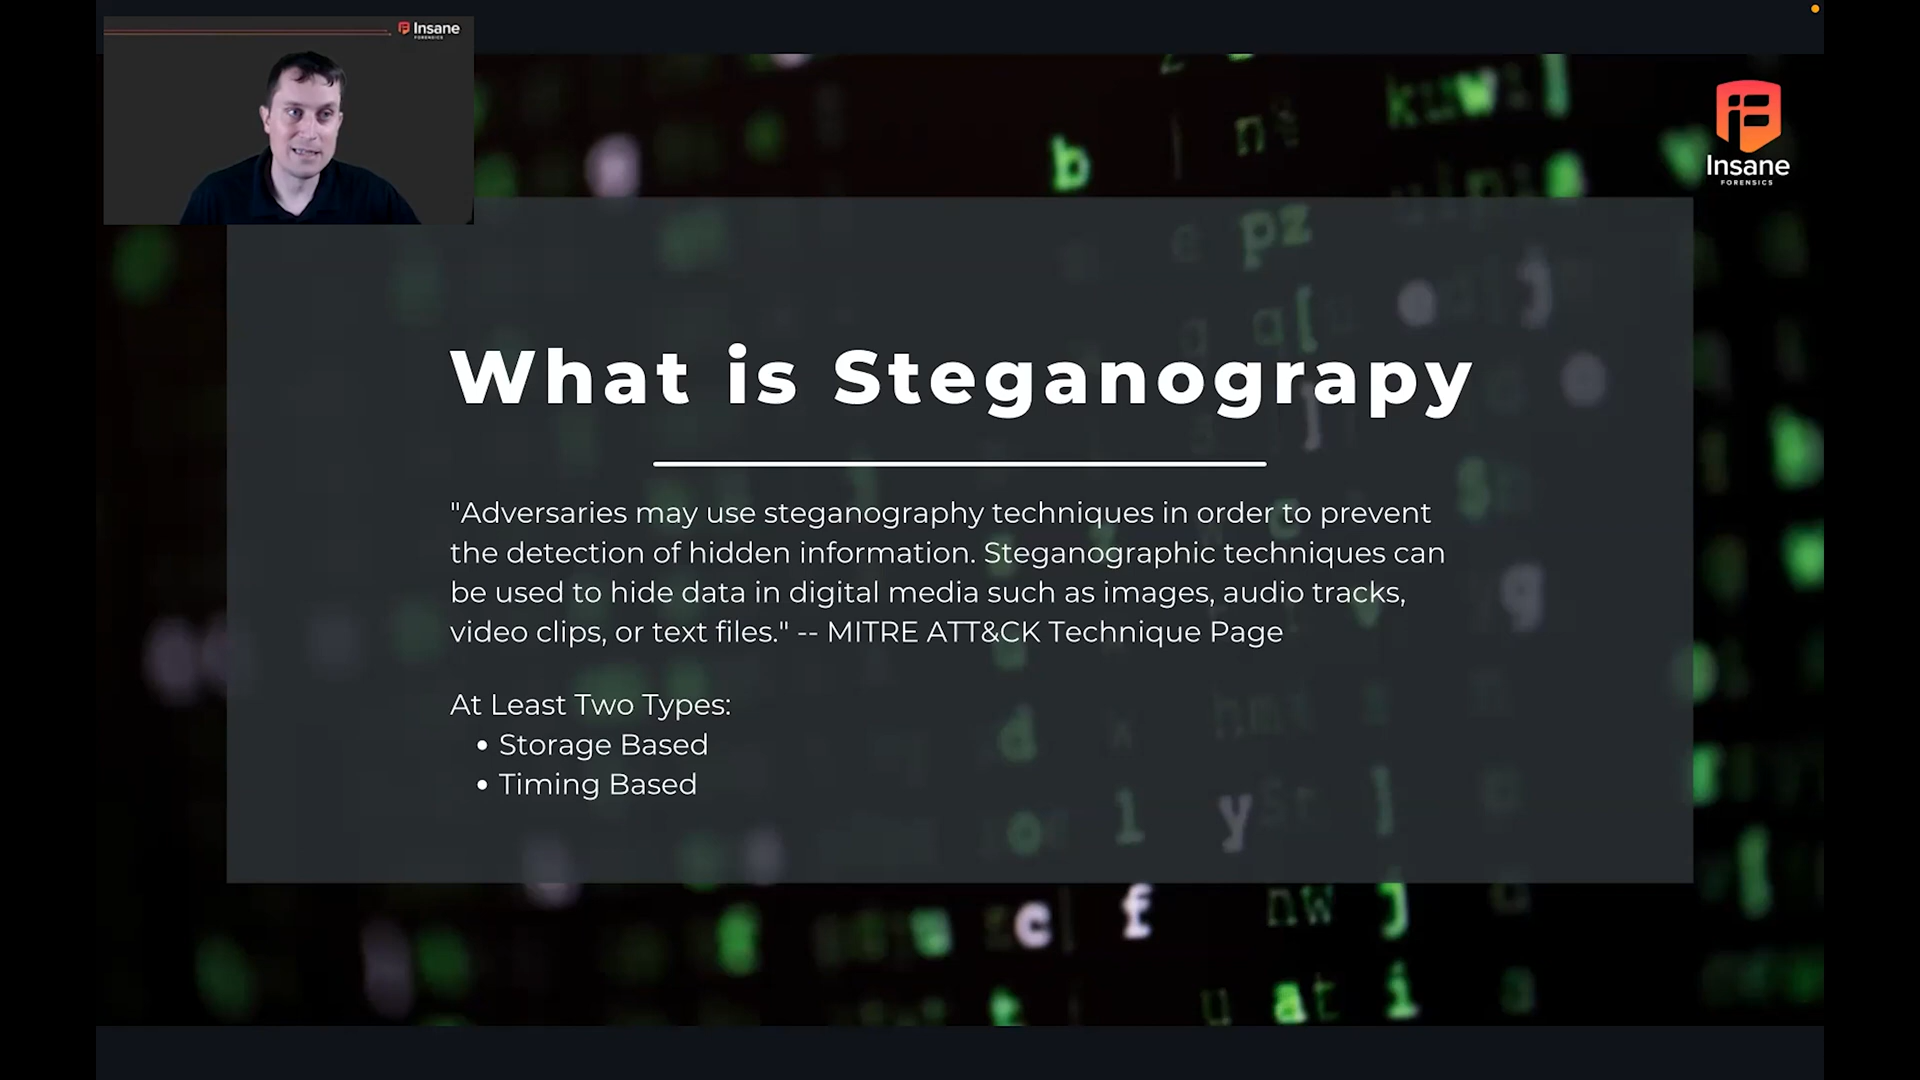 Insane
FORENSICS
Insane
FORENSICS
What is Steganograpy
"Adversaries may use steganography techniques in order to prevent
the detection of hidden information. Steganographic techniques can
be used to hide data in digital media such as images, audio tracks,
video clips, or text files." -- MITRE ATT&CK Technique Page
At Least Two Types:
• Storage Based
• Timing Based